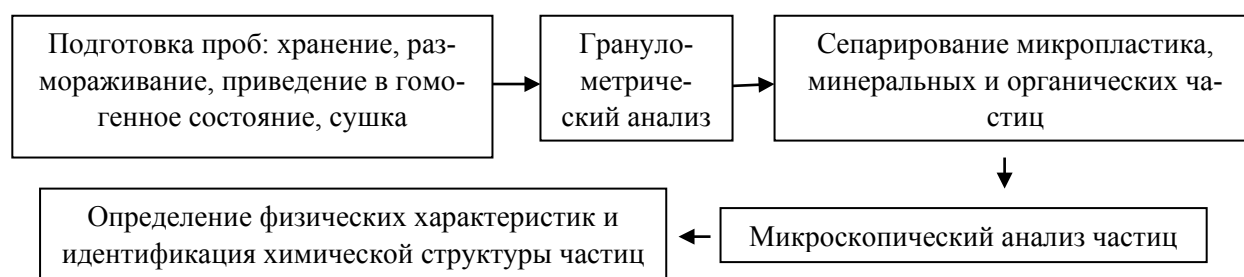 Подготовка проб: хранение, раз-
мораживание, приведение в гомо-
генное состояние, сушка
Грануло-
метриче-
ский анализ
Сепарирование микропластика,
минеральных и органических ча-
стиц
Микроскопический анализ частиц
Определение физических характеристик и
идентификация химической структуры частиц